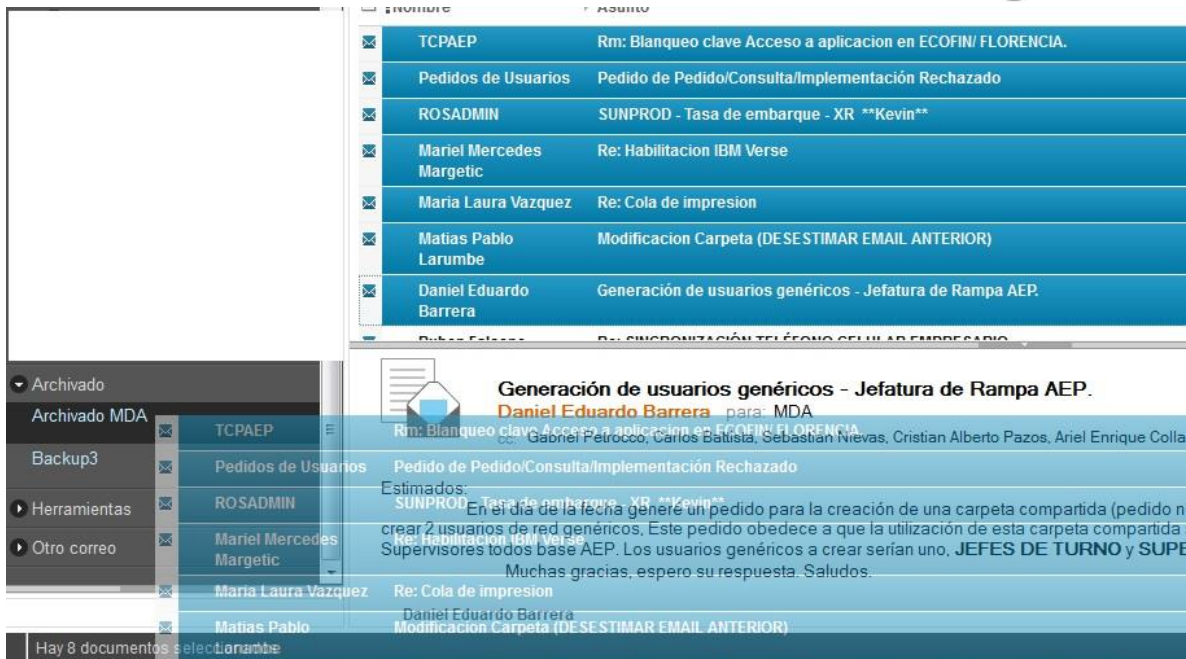 Nombre Asunto
TCPAEP Rm: Blanqueo clave Acceso a aplicacion en ECOFIN/ FLORENCIA.
Pedidos de Usuarios Pedido de Pedido/Consulta/Implementación Rechazado
ROSADMIN SUNPROD - Tasa de embarque - XR **Kevin**
Mariel Mercedes Re: Habilitacion IBM Verse
Margetic
Maria Laura Vazquez Re: Cola de impresion
Matias Pablo Modificacion Carpeta (DESESTIMAR EMAIL ANTERIOR)
Larumbe
Daniel Eduardo Generación de usuarios genéricos - Jefatura de Rampa AEP.
Barrera
Ruben Falcone Re: SINCRONIZACIÓN TELÉFONO CELULAR EMPRESARIO
Archivado
Archivado MDA
Backup3
Herramientas
Otro correo
Generación de usuarios genéricos - Jefatura de Rampa AEP.
Daniel Eduardo Barrera para: MDA
cc: Gabriel Petrocco, Carlos Battista, Sebastian Nievas, Cristian Alberto Pazos, Ariel Enrique Colla
Estimados:
En el día de la fecha generé un pedido para la creación de una carpeta compartida (pedido n
crear 2 usuarios de red genéricos, Este pedido obedece a que la utilización de esta carpeta compartida
Supervisores todos base AEP. Los usuarios genéricos a crear serían uno, JEFES DE TURNO y SUPE
Muchas gracias, espero su respuesta. Saludos.
Daniel Eduardo Barrera
TCPAEP Rm: Blanqueo clave Acceso a aplicacion en ECOFIN/ FLORENCIA.
Pedidos de Usuarios Pedido de Pedido/Consulta/Implementación Rechazado
ROSADMIN SUNPROD - Tasa de embarque - XR **Kevin**
Mariel Mercedes Re: Habilitacion IBM Verse
Margetic
Maria Laura Vazquez Re: Cola de impresion
Matias Pablo Modificacion Carpeta (DESESTIMAR EMAIL ANTERIOR)
Larumbe
Hay 8 documentos seleccionados